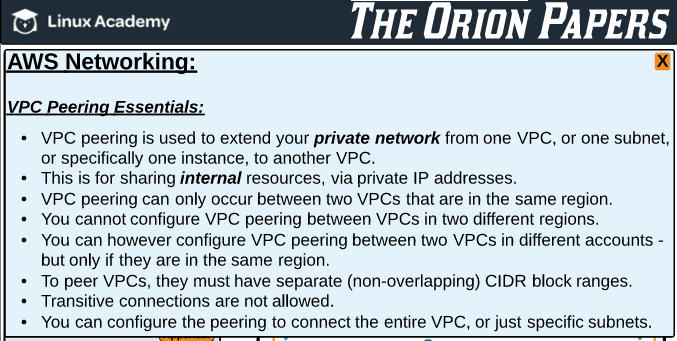 Linux Academy
THE ORION PAPERS
AWS Networking:
X
VPC Peering Essentials:
• VPC peering is used to extend your private network from one VPC, or one subnet,
or specifically one instance, to another VPC.
• This is for sharing internal resources, via private IP addresses.
• VPC peering can only occur between two VPCs that are in the same region.
• You cannot configure VPC peering between VPCs in two different regions.
• You can however configure VPC peering between two VPCs in different accounts -
but only if they are in the same region.
• To peer VPCs, they must have separate (non-overlapping) CIDR block ranges.
• Transitive connections are not allowed.
• You can configure the peering to connect the entire VPC, or just specific subnets.